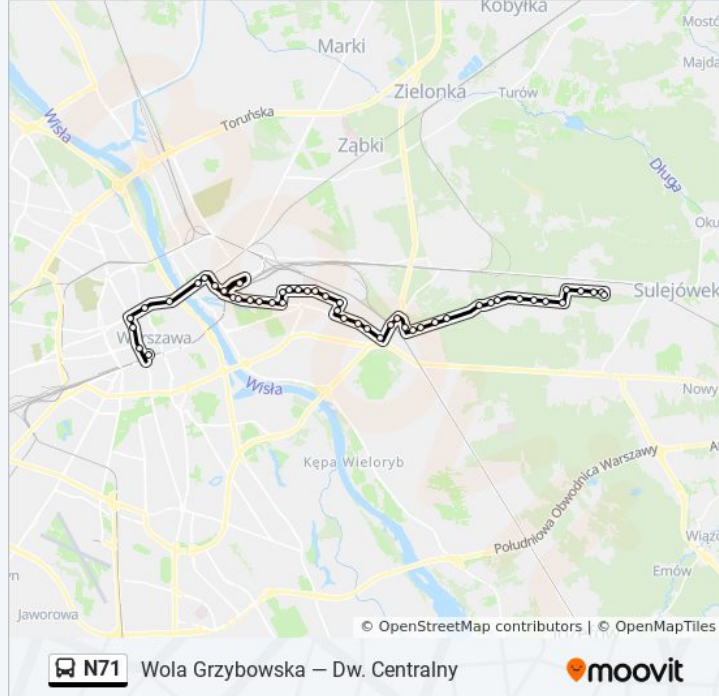 Kobyłka
Mostó
Majda
Marki
Zielonka
Turów
Toruńska
Wisła
Ząbki
Długa
Oku
Sulejówek
Warszawa
Nowy
Wisła
Kępa Wieloryb
Południowa Obwodnica Warszawy
A
Wiązo
Emów
yn
Jaworowa
© OpenStreetMap contributors | © OpenMapTiles
N71 Wola Grzybowska — Dw. Centralny moovit